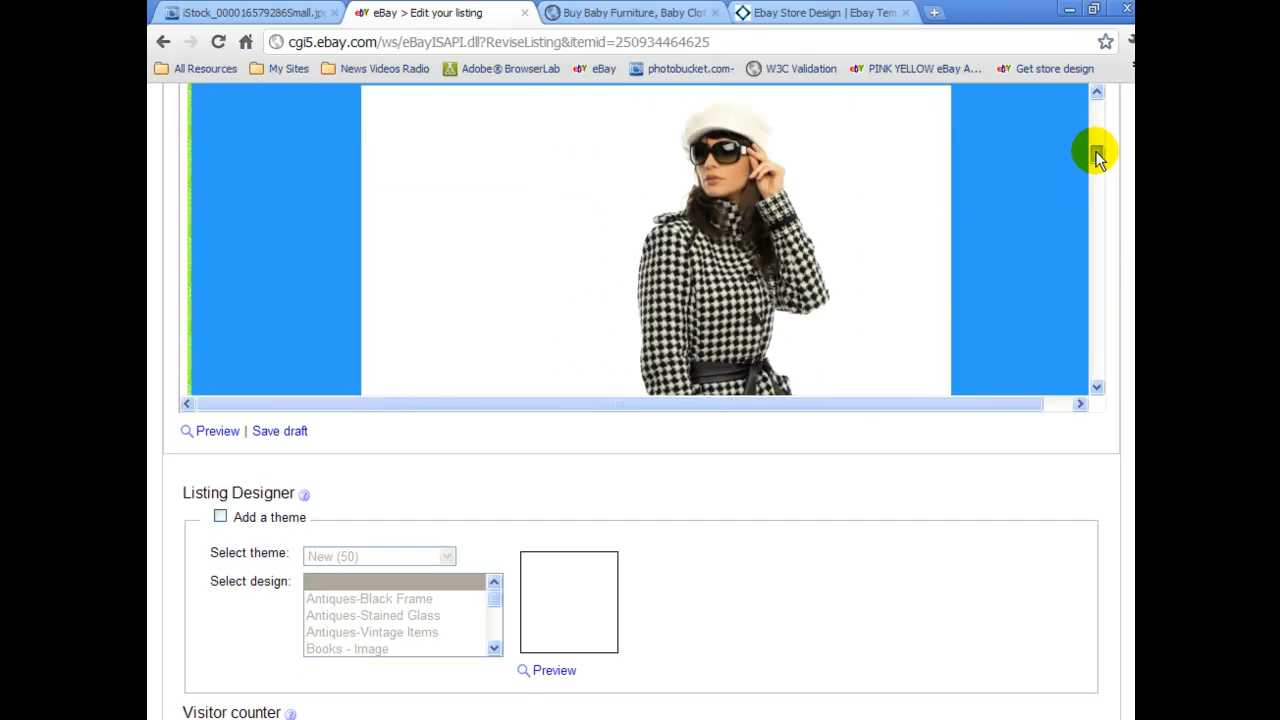 iStock_000016579286Small.jp
eBay > Edit your listing
Buy Baby Furniture, Baby Clot
Ebay Store Design | Ebay Tem
cgi5.ebay.com/ws/eBayISAPI.dll?ReviseListing&itemid=250934464625
All Resources
My Sites
News Videos Radio
Adobe® BrowserLab
eBay
photobucket.com-
W3C Validation
PINK YELLOW eBay A...
Get store design
Preview | Save draft
Listing Designer
Add a theme
Select theme: New (50)
Select design:
Antiques-Black Frame
Antiques-Stained Glass
Antiques-Vintage Items
Books - Image
Preview
Visitor counter